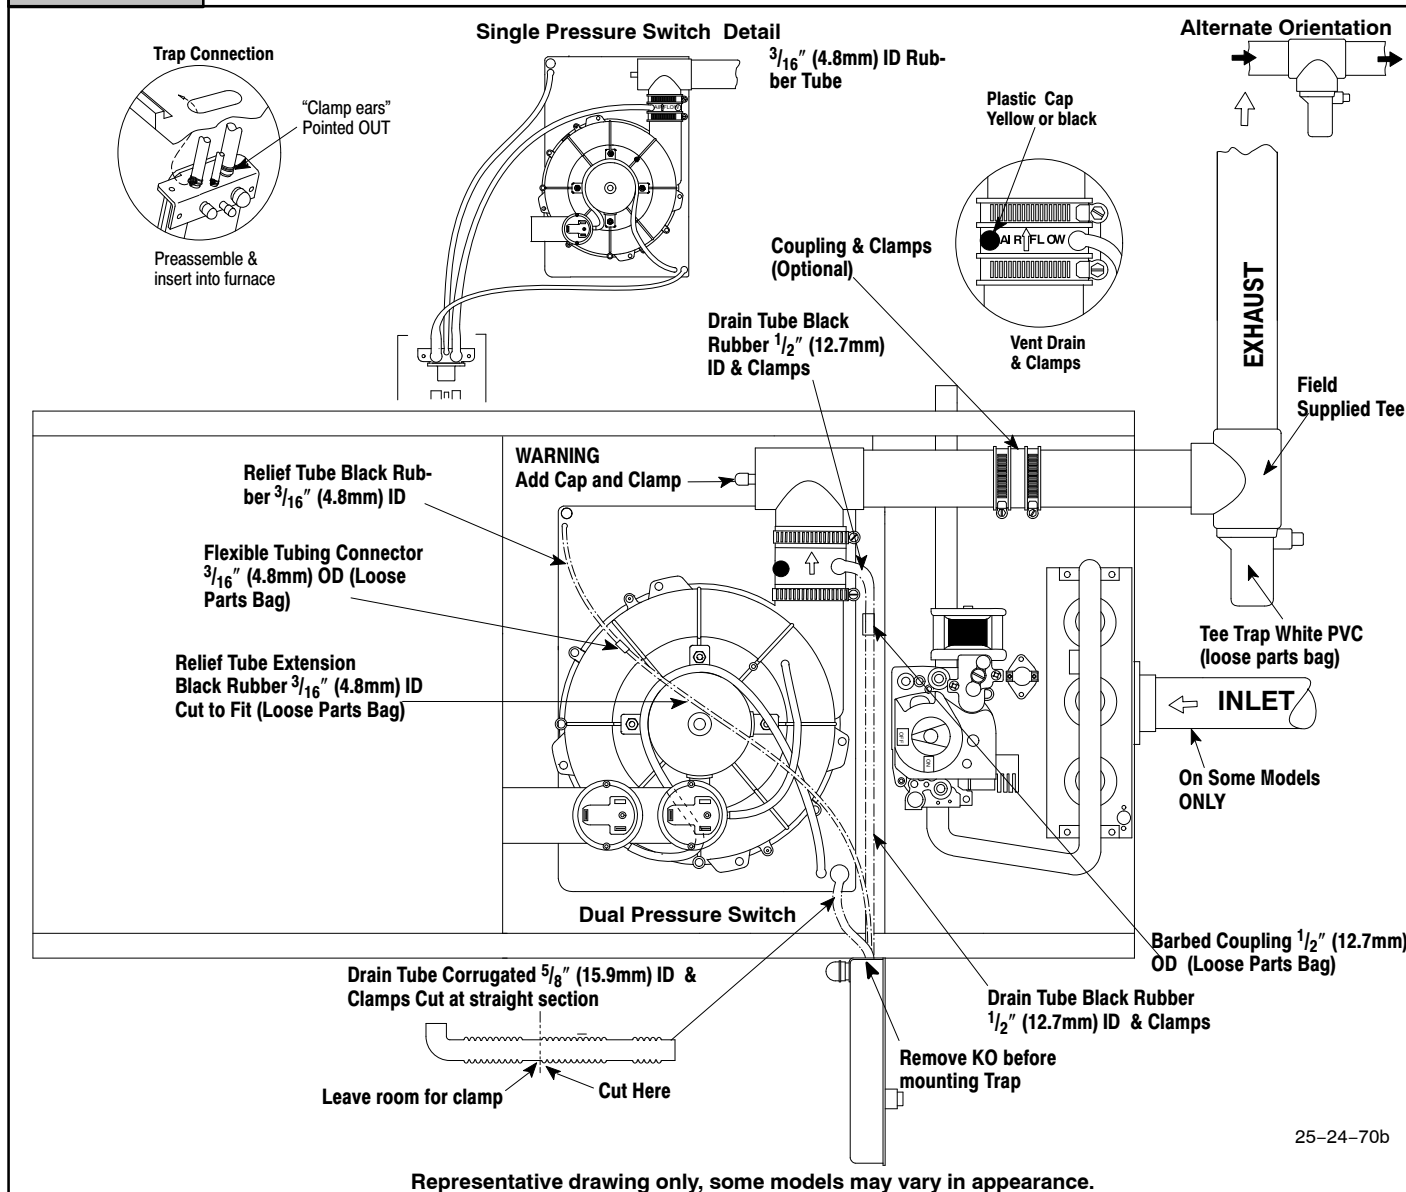 Single Pressure Switch Detail
Alternate Orientation
Trap Connection
3/16″ (4.8mm) ID Rub-
ber Tube
“Clamp ears”
Pointed OUT
Plastic Cap
Yellow or black
Preassemble &
insert into furnace
AIRFLOW
AIR FLOW
Coupling & Clamps
(Optional)
Vent Drain
& Clamps
EXHAUST
Drain Tube Black
Rubber 1/2″ (12.7mm)
ID & Clamps
Field
Supplied Tee
WARNING
Add Cap and Clamp
Relief Tube Black Rub-
ber 3/16″ (4.8mm) ID
Flexible Tubing Connector
3/16″ (4.8mm) OD (Loose
Parts Bag)
Relief Tube Extension
Black Rubber 3/16″ (4.8mm) ID
Cut to Fit (Loose Parts Bag)
Tee Trap White PVC
(loose parts bag)
INLET
OFF
ON
On Some Models
ONLY
Dual Pressure Switch
Barbed Coupling 1/2″ (12.7mm)
OD (Loose Parts Bag)
Drain Tube Corrugated 5/8″ (15.9mm) ID &
Clamps Cut at straight section
Drain Tube Black Rubber
1/2″ (12.7mm) ID & Clamps
Remove KO before
mounting Trap
Leave room for clamp
Cut Here
25−24−70b
Representative drawing only, some models may vary in appearance.